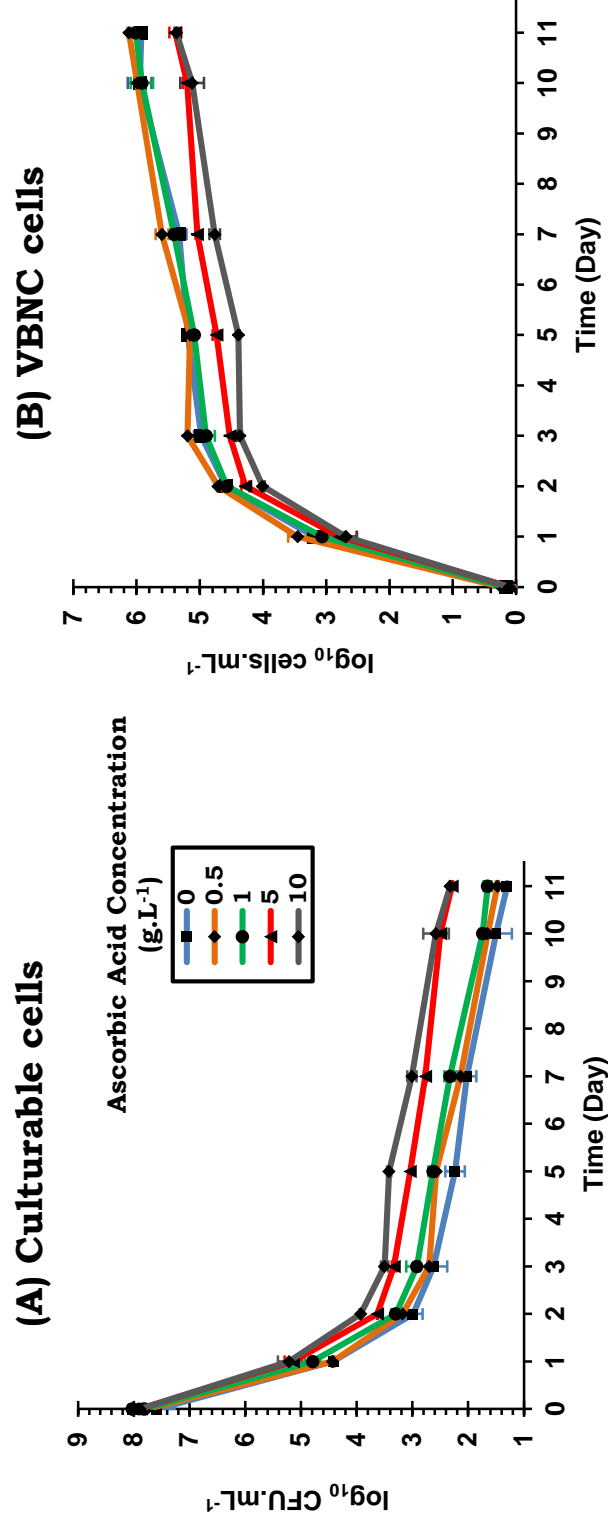 (A) Culturable cells
Ascorbic Acid Concentration
(g.L-1)
0
0.5
1
5
10
log10 CFU.mL-1
9
8
7
6
5
4
3
2
1
0 1 2 3 4 5 6 7 8 9 10 11
Time (Day)
(B) VBNC cells
log10 cells.mL-1
7
6
5
4
3
2
1
0
0 1 2 3 4 5 6 7 8 9 10 11
Time (Day)